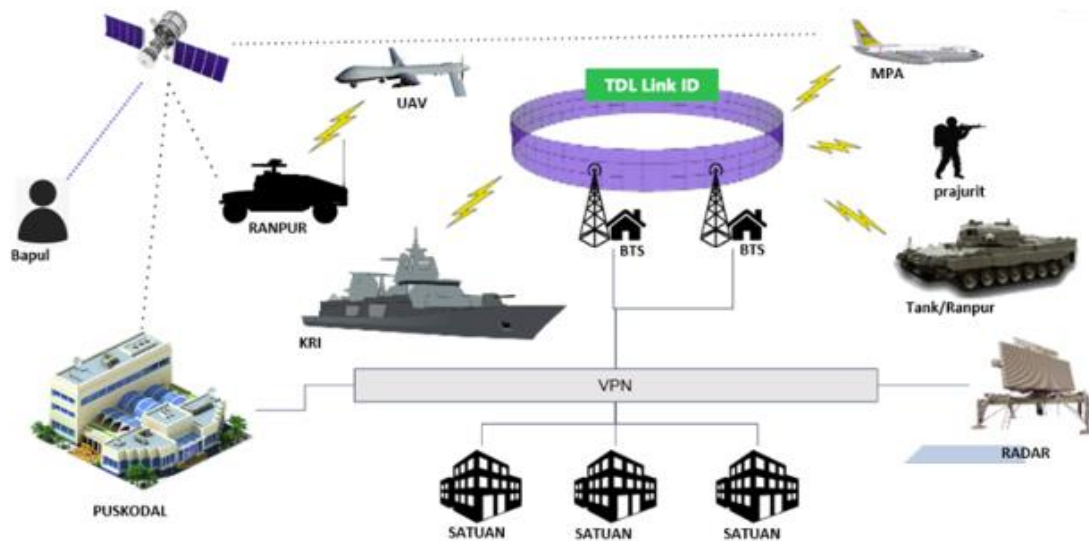 TDL Link ID
MPA
UAV
prajurit
Bapul
RANPUR
BTS
BTS
Tank/Ranpur
KRI
VPN
RADAR
PUSKODAL
SATUAN
SATUAN
SATUAN